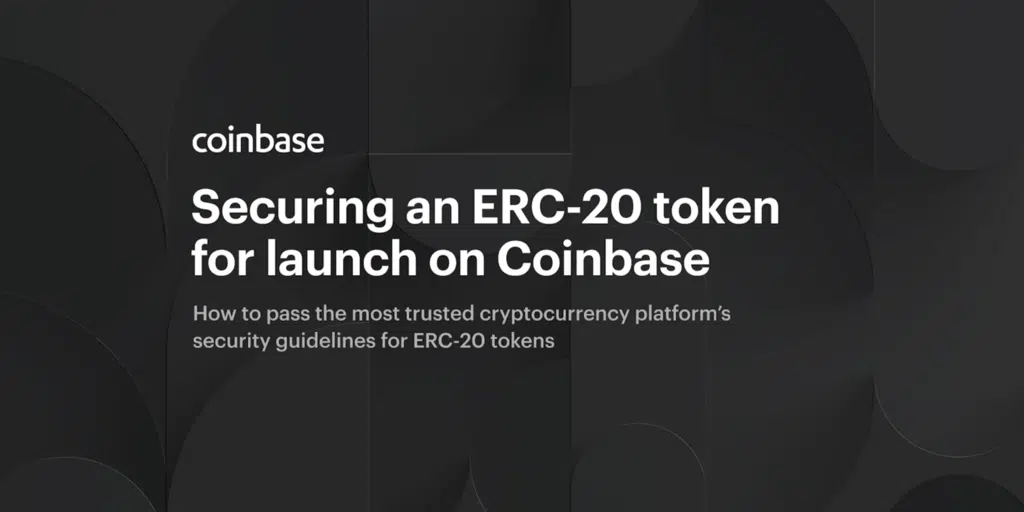 coinbase
Securing an ERC-20 token
for launch on Coinbase
How to pass the most trusted cryptocurrency platform’s
security guidelines for ERC-20 tokens